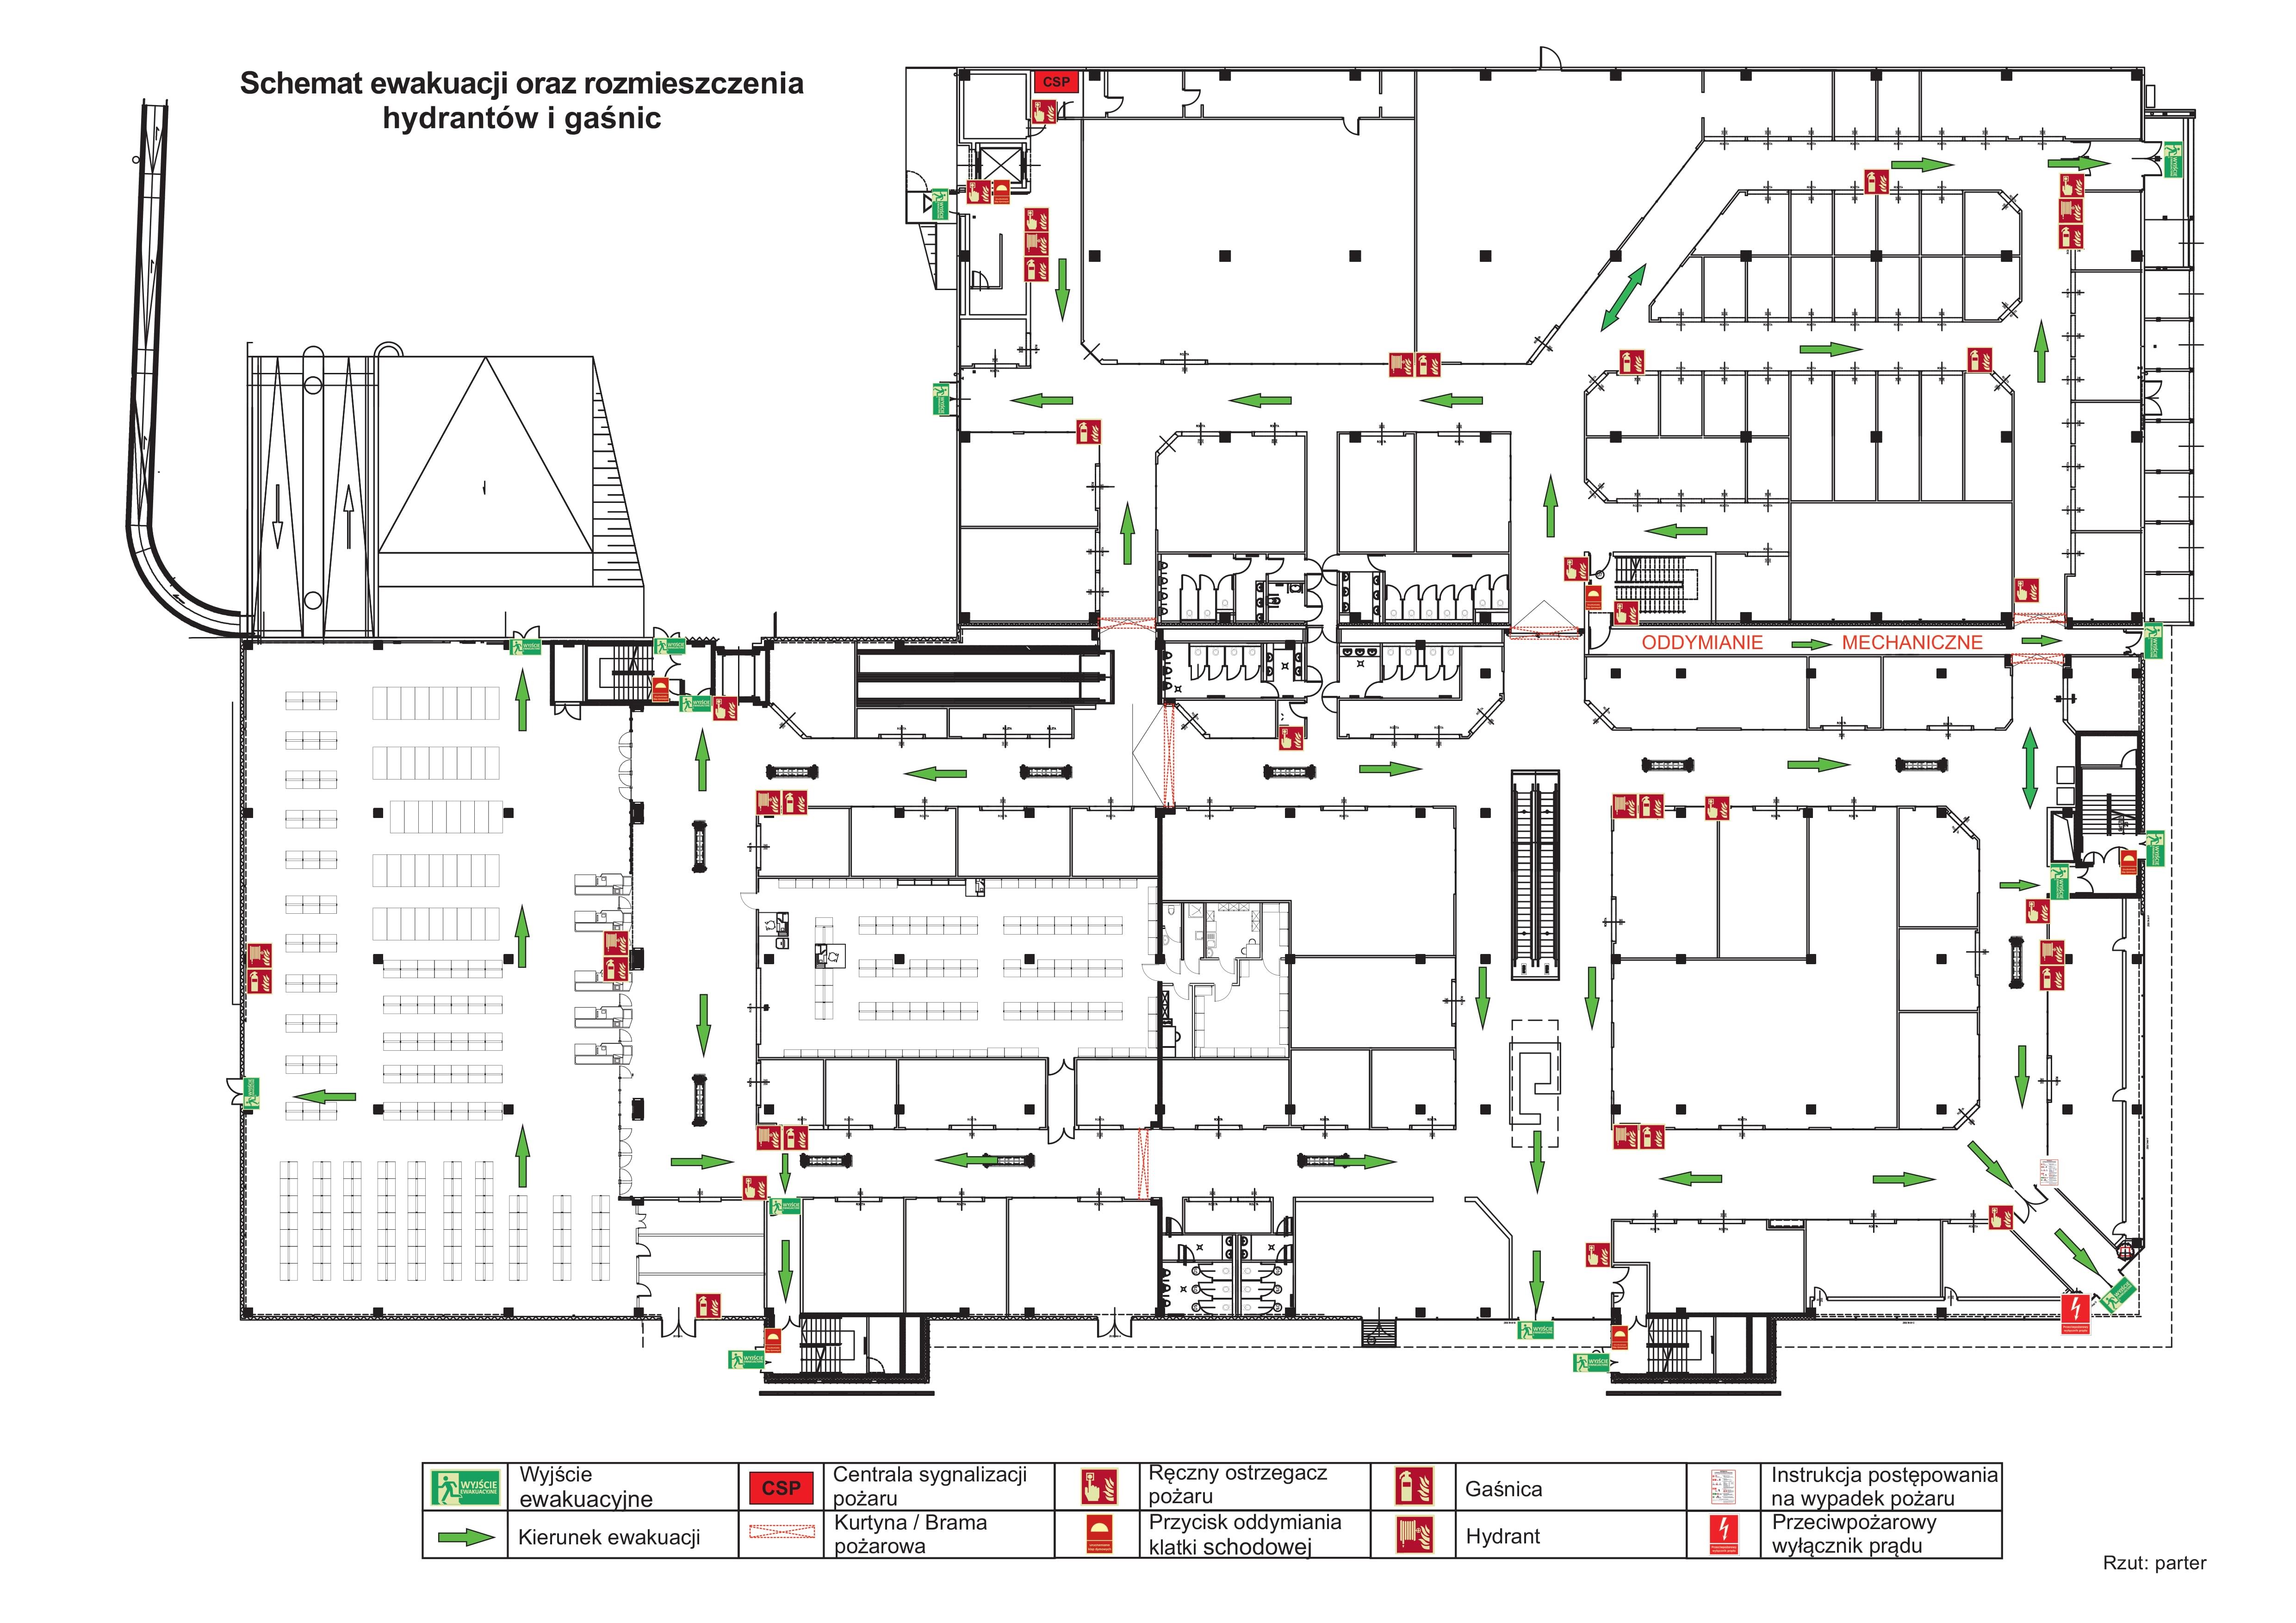 Schemat ewakuacji oraz rozmieszczenia
hydrantów i gaśnic
CSP
ODDYMIANIE
MECHANICZNE
WYJŚCIE
EWAKUACYJNE
Wyjście
ewakuacyjne
CSP
Centrala sygnalizacji
pożaru
Ręczny ostrzegacz
pożaru
Gaśnica
Instrukcja postępowania
na wypadek pożaru
Kierunek ewakuacji
Kurtyna / Brama
pożarowa
Przycisk oddymiania
klatki schodowej
Hydrant
Przeciwpożarowy
wyłącznik prądu
Rzut: parter